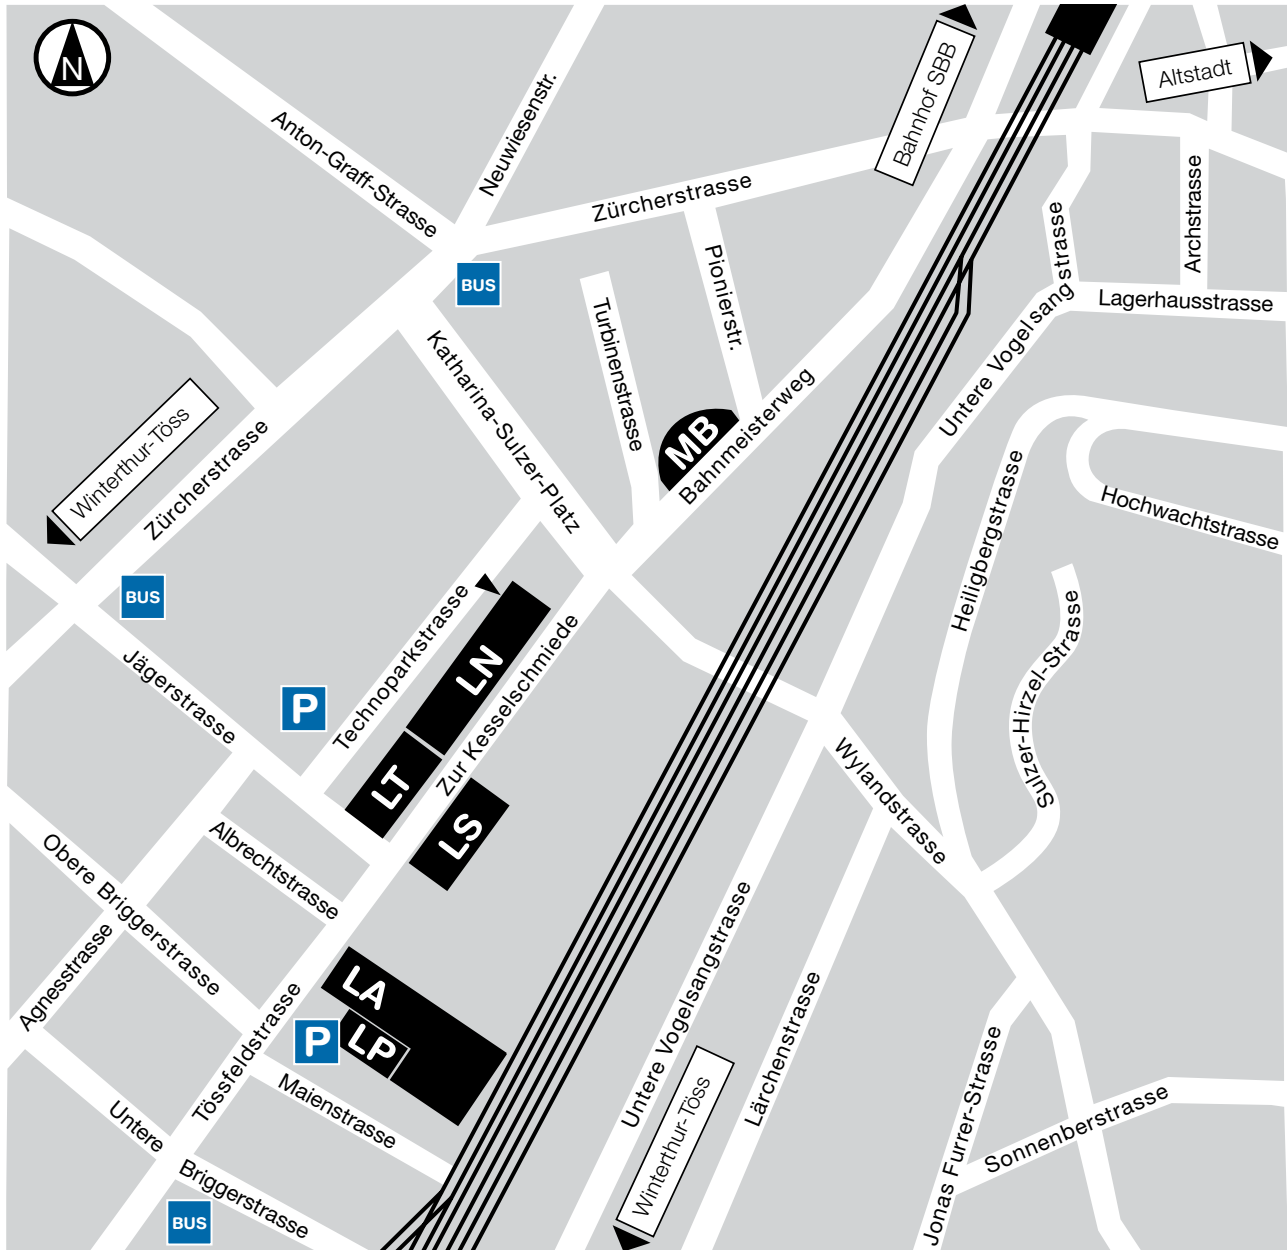 N
Bahnhof SBB
Altstadt
Neuwiesenstr.
Anton-Graff-Strasse
Zürcherstrasse
Archstrasse
Untere Vogelsangstrasse
Lagerhausstrasse
BUS
Pionierstr.
Turbinenstrasse
Katharina-Sulzer-Platz
MB
Bahnmeisterweg
Winterthur-Töss
Zürcherstrasse
Heiligbergstrasse
Hochwachtstrasse
BUS
Technoparkstrasse
LN
Zur Kesselschmiede
Sulzer-Hirzel-Strasse
Jägerstrasse
P
LT
LS
Wylandstrasse
Albrechtstrasse
Obere Briggerstrasse
Agnesstrasse
LA
P
LP
Tössfeldstrasse
Maienstrasse
Untere Vogelsangstrasse
Lärchenstrasse
Winterthur-Töss
Jonas Furrer-Strasse
Sonnenberstrasse
Untere
Briggerstrasse
BUS